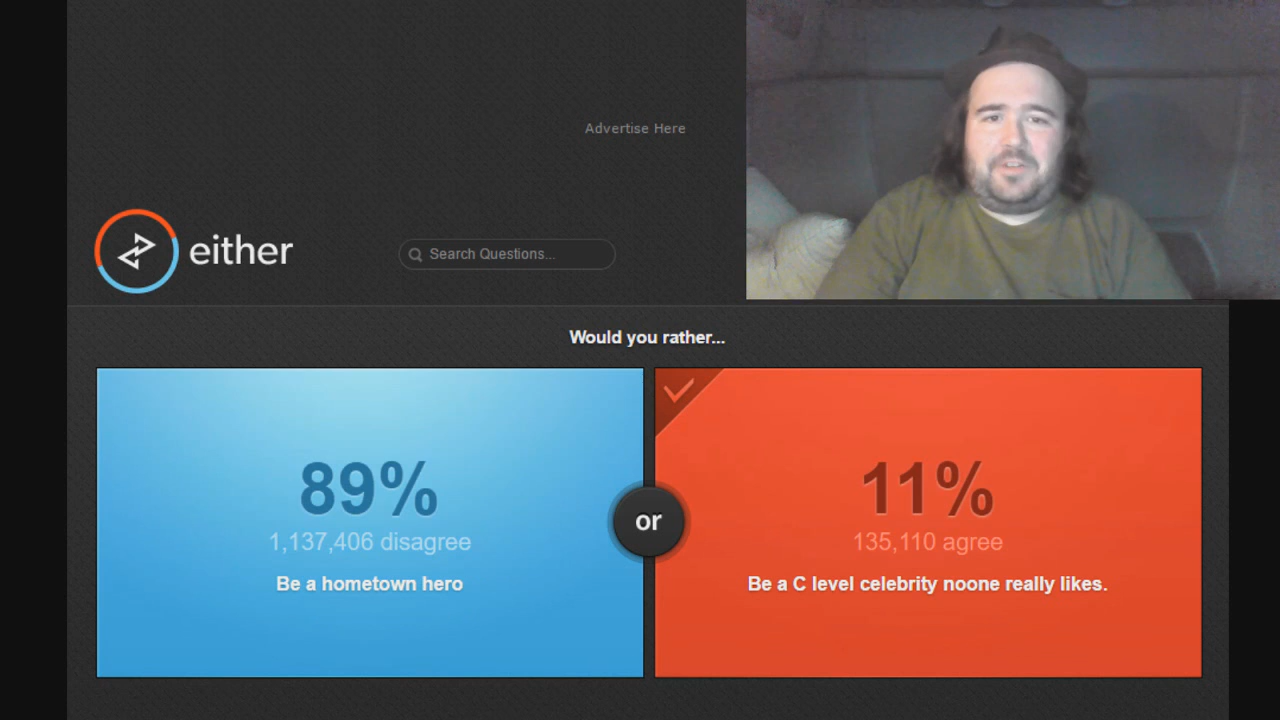 Advertise Here
either
Search Questions...
Would you rather...
89%
1,137,406 disagree
Be a hometown hero
or
11%
135,110 agree
Be a C level celebrity noone really likes.